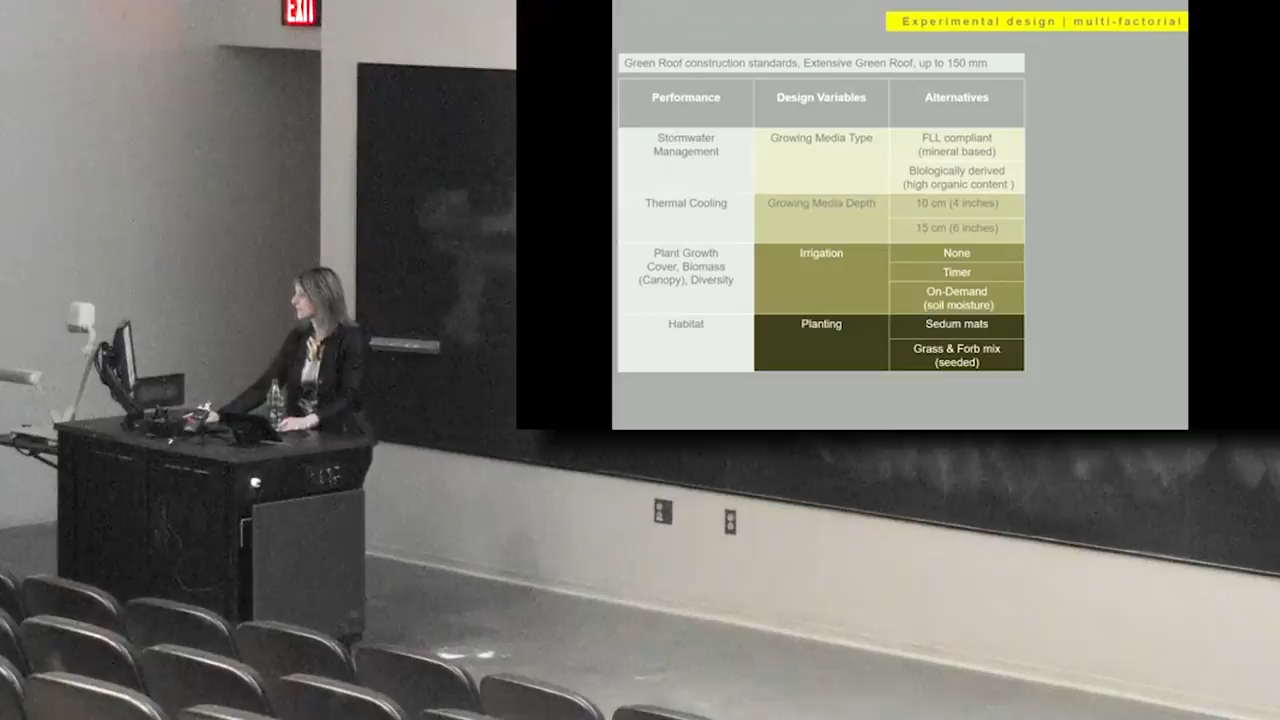 EXIT
Experimental design | multi-factorial
Green Roof construction standards, Extensive Green Roof, up to 150 mm
Performance
Design Variables
Alternatives
Stormwater
Management
Growing Media Type
FLL compliant
(mineral based)
Biologically derived
(high organic content )
Thermal Cooling
Growing Media Depth
10 cm (4 inches)
15 cm (6 inches)
Plant Growth
Cover, Biomass
(Canopy), Diversity
Irrigation
None
Timer
On-Demand
(soil moisture)
Habitat
Planting
Sedum mats
Grass & Forb mix
(seeded)